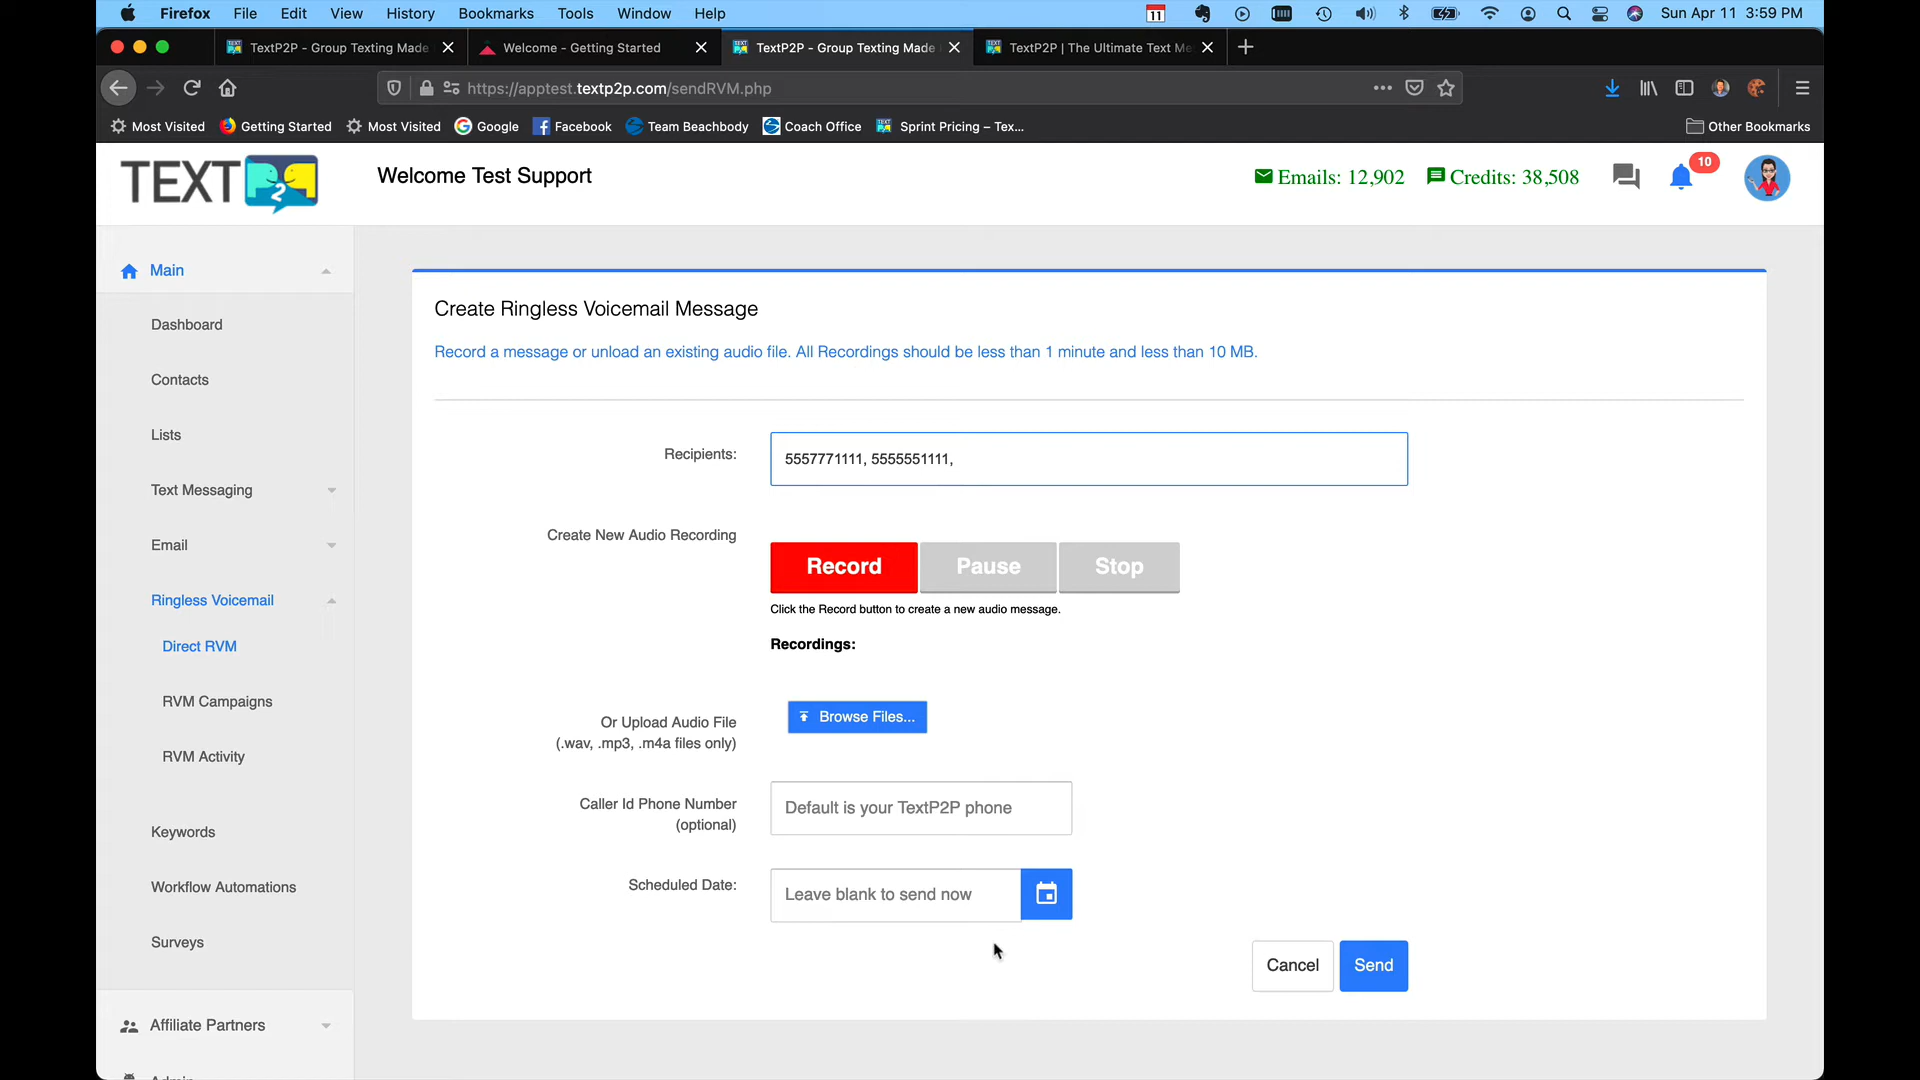 Firefox File Edit View History Bookmarks Tools Window Help 11 Sun Apr 11 3:59 PM
TextP2P - Group Texting Made Welcome - Getting Started TextP2P - Group Texting Made TextP2P | The Ultimate Text Me
https://apptest.textp2p.com/sendRVM.php
Most Visited Getting Started Most Visited Google Facebook Team Beachbody Coach Office Sprint Pricing – Tex... Other Bookmarks
TEXT 2 Welcome Test Support Emails: 12,902 Credits: 38,508 10
Main
Dashboard
Contacts
Lists
Text Messaging
Email
Ringless Voicemail
Direct RVM
RVM Campaigns
RVM Activity
Keywords
Workflow Automations
Surveys
Affiliate Partners
Create Ringless Voicemail Message
Record a message or unload an existing audio file. All Recordings should be less than 1 minute and less than 10 MB.
Recipients: 5557771111, 5555551111,
Create New Audio Recording
Record Pause Stop
Click the Record button to create a new audio message.
Recordings:
Or Upload Audio File Browse Files...
(.wav, .mp3, .m4a files only)
Caller Id Phone Number Default is your TextP2P phone
(optional)
Scheduled Date: Leave blank to send now
Cancel Send